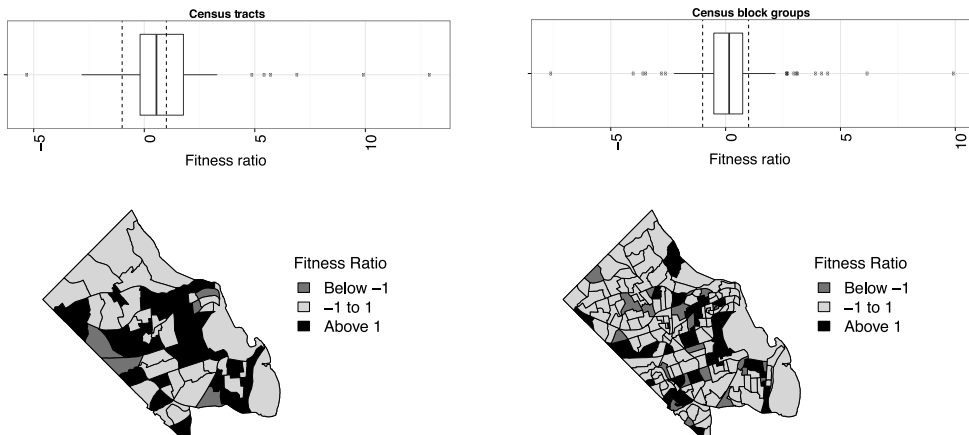 Census tracts
−5
0
5
10
Fitness ratio
Census block groups
−5
0
5
10
Fitness ratio
Fitness Ratio
Below −1
−1 to 1
Above 1
Fitness Ratio
Below −1
−1 to 1
Above 1